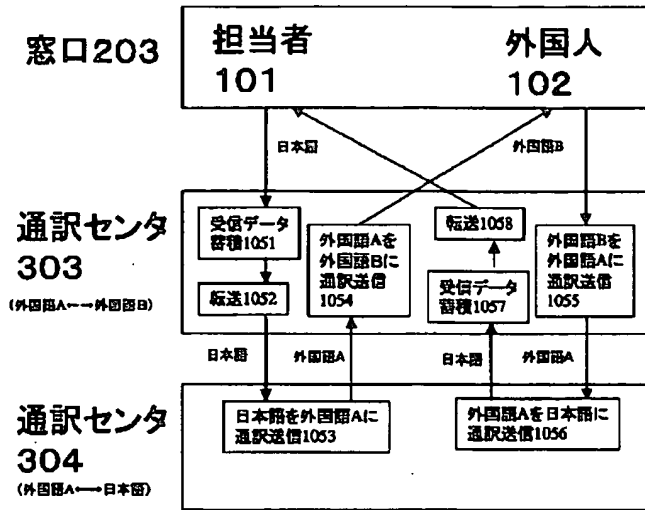 窓口203
担当者
101
外国人
102
日本語
外国語B
通訳センタ
303
(外国語A←→外国語B)
受信データ
蓄積1051
転送1052
外国語Aを
外国語Bに
通訳送信
1054
転送1058
受信データ
蓄積1057
外国語Bを
外国語Aに
通訳送信
1055
日本語
外国語A
日本語
外国語A
通訳センタ
304
(外国語A←→日本語)
日本語を外国語Aに
通訳送信1053
外国語Aを日本語に
通訳送信1056